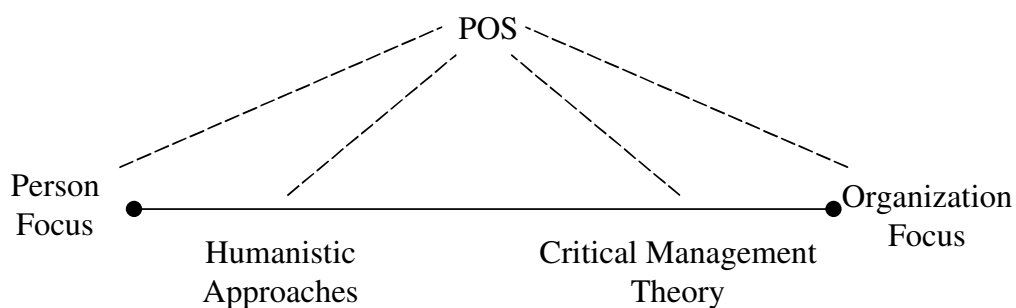 POS
Person
Focus
Organization
Focus
Humanistic
Approaches
Critical Management
Theory